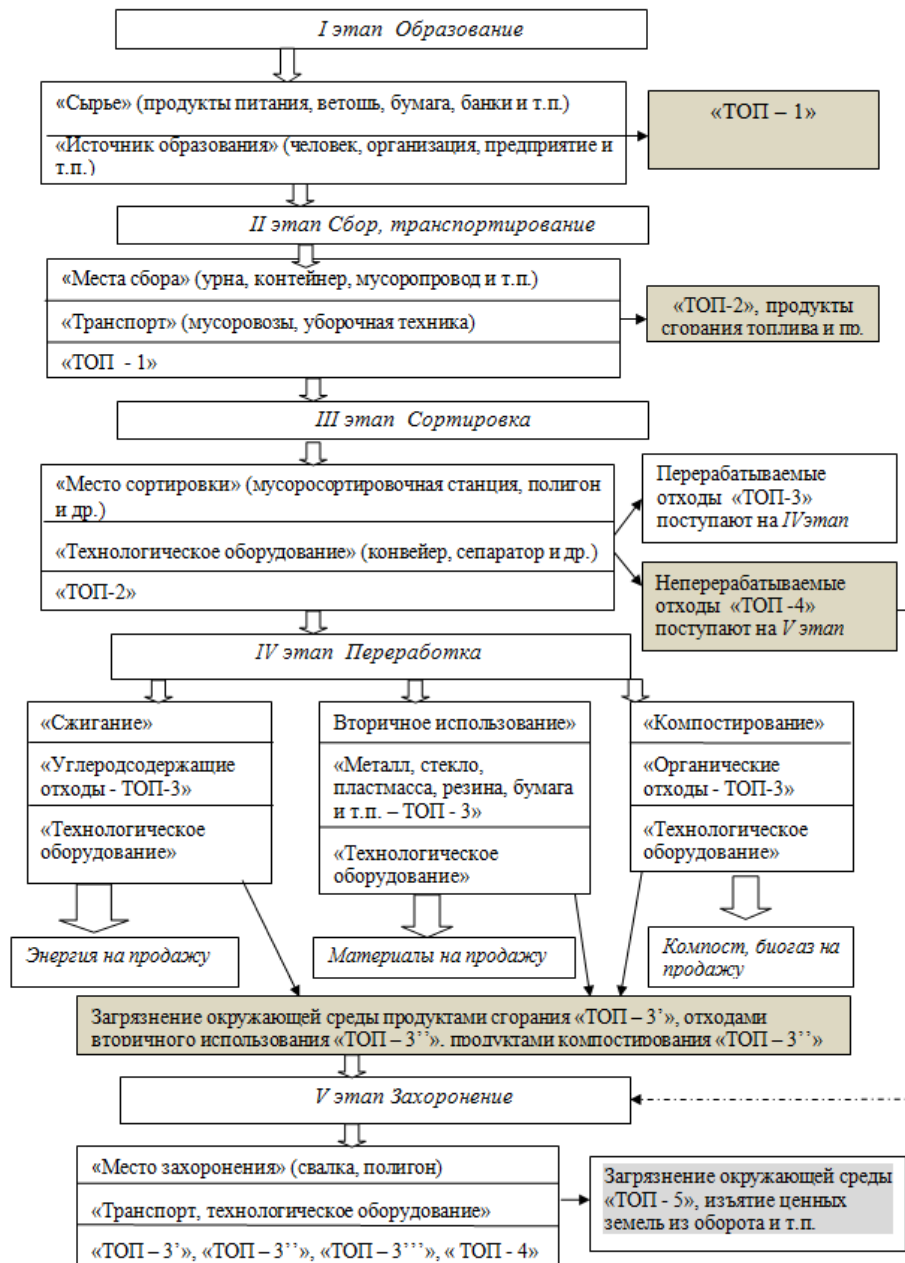 I этап Образование
«Сырье» (продукты питания, ветошь, бумага, банки и т.п.)
«Источник образования» (человек, организация, предприятие и
т.п.)
«ТОП – 1»
II этап Сбор, транспортирование
«Места сбора» (урна, контейнер, мусоропровод и т.п.)
«Транспорт» (мусоровозы, уборочная техника)
«ТОП - 1»
«ТОП-2», продукты
сгорания топлива и пр.
III этап Сортировка
«Место сортировки» (мусоросортировочная станция, полигон
и др.)
«Технологическое оборудование» (конвейер, сепаратор и др.)
«ТОП-2»
Перерабатываемые
отходы «ТОП-3»
поступают на IVэтап
Неперерабатываемые
отходы «ТОП -4»
поступают на V этап
IV этап Переработка
«Сжигание»
«Углеродсодержащие
отходы - ТОП-3»
«Технологическое
оборудование»
Вторичное использование»
«Металл, стекло,
пластмасса, резина, бумага
и т.п. – ТОП - 3»
«Технологическое
оборудование»
«Компостирование»
«Органические
отходы - ТОП-3»
«Технологическое
оборудование»
Энергия на продажу
Материалы на продажу
Компост, биогаз на
продажу
Загрязнение окружающей среды продуктами сгорания «ТОП – 3’», отходами
вторичного использования «ТОП – 3’’», продуктами компостирования «ТОП – 3’’»
V этап Захоронение
«Место захоронения» (свалка, полигон)
«Транспорт, технологическое оборудование»
«ТОП – 3’», «ТОП – 3’’», «ТОП – 3’’’», « ТОП - 4»
Загрязнение окружающей среды
«ТОП - 5», изъятие ценных
земель из оборота и т.п.